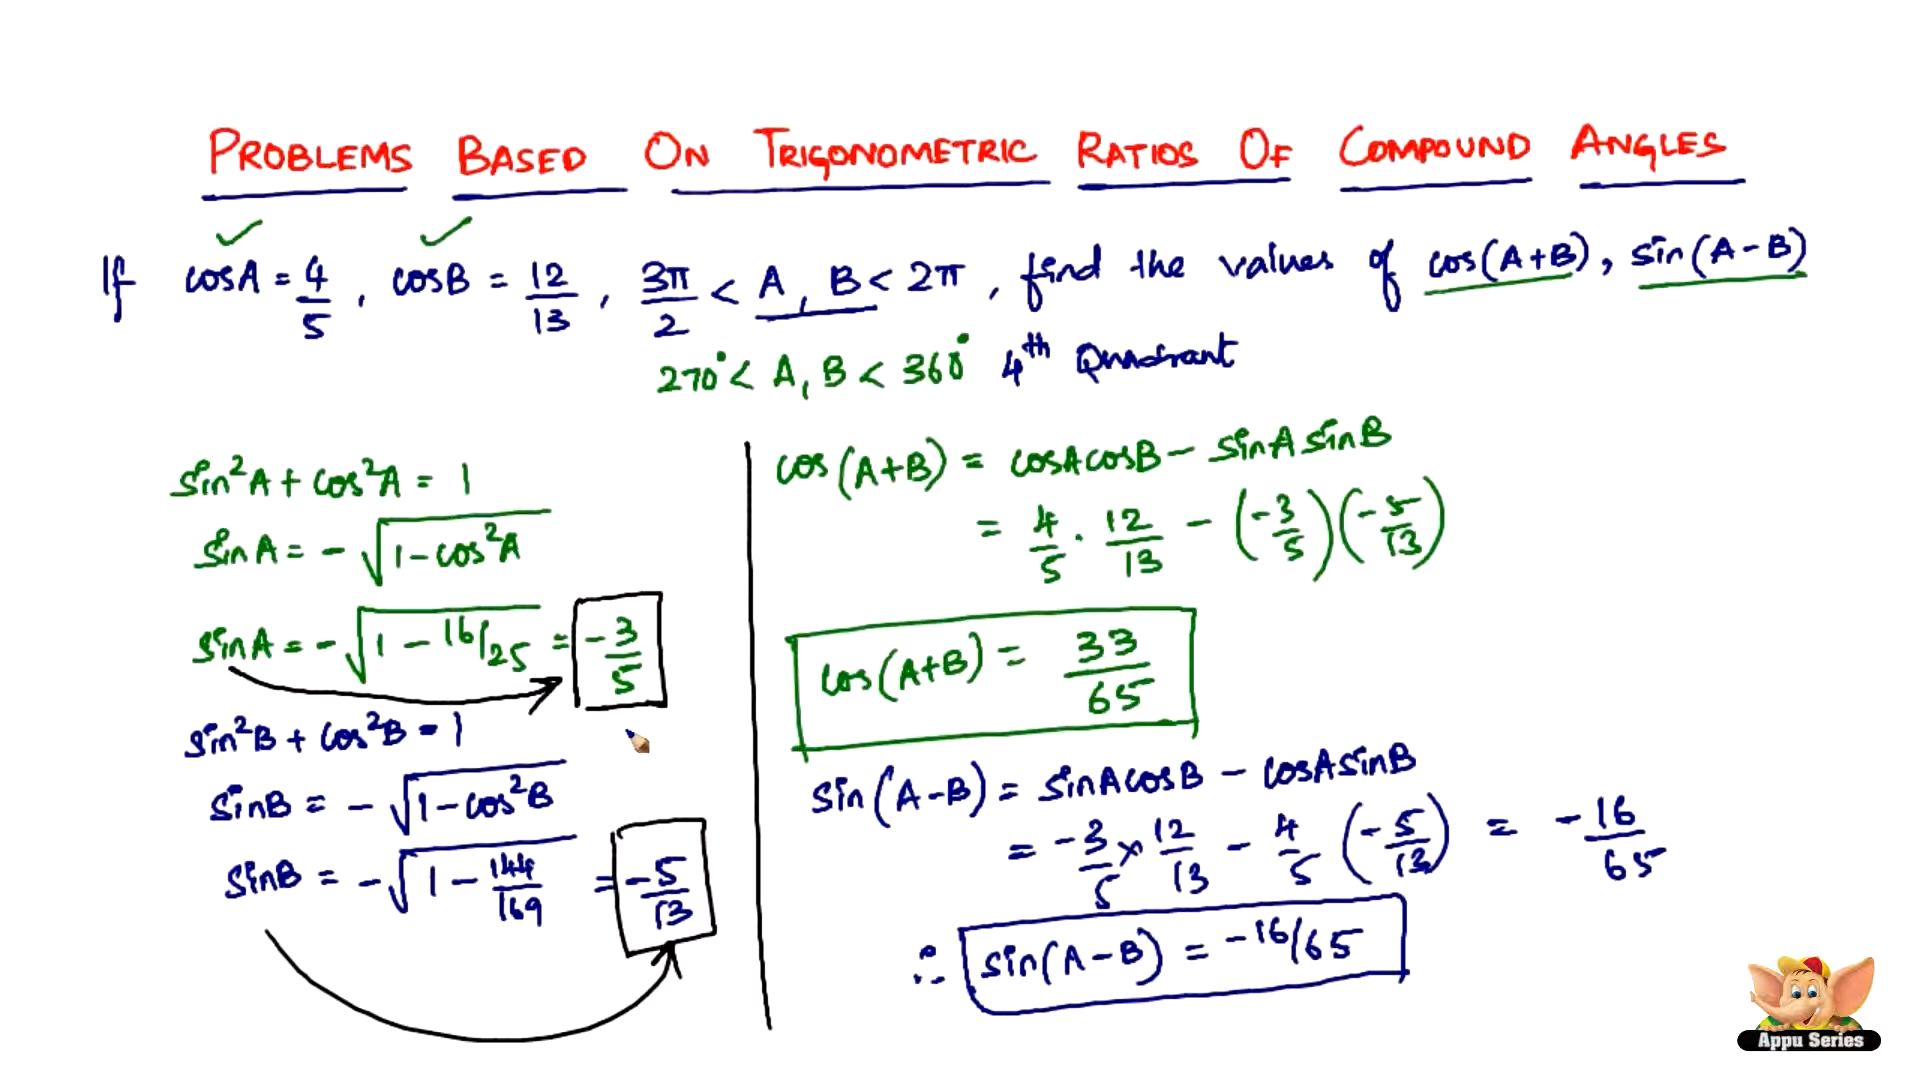 PROBLEMS BASED ON TRIGONOMETRIC RATIOS OF COMPOUND ANGLES
If cosA = 4/5, cosB = 12/13, 3π/2 < A, B < 2π, find the values of cos(A+B), sin(A-B)
270° < A, B < 360° 4th Quadrant
sin²A + cos²A = 1
sinA = -√(1-cos²A)
sinA = -√(1-16/25) = -3/5
sin²B + cos²B = 1
sinB = -√(1-cos²B)
sinB = -√(1-144/169) = -5/13
cos(A+B) = cosAcosB - sinAsinB
= 4/5 · 12/13 - (-3/5)(-5/13)
cos(A+B) = 33/65
sin(A-B) = sinAcosB - cosAsinB
= -3/5 × 12/13 - 4/5 (-5/13) = -16/65
∴ sin(A-B) = -16/65
Appu Series